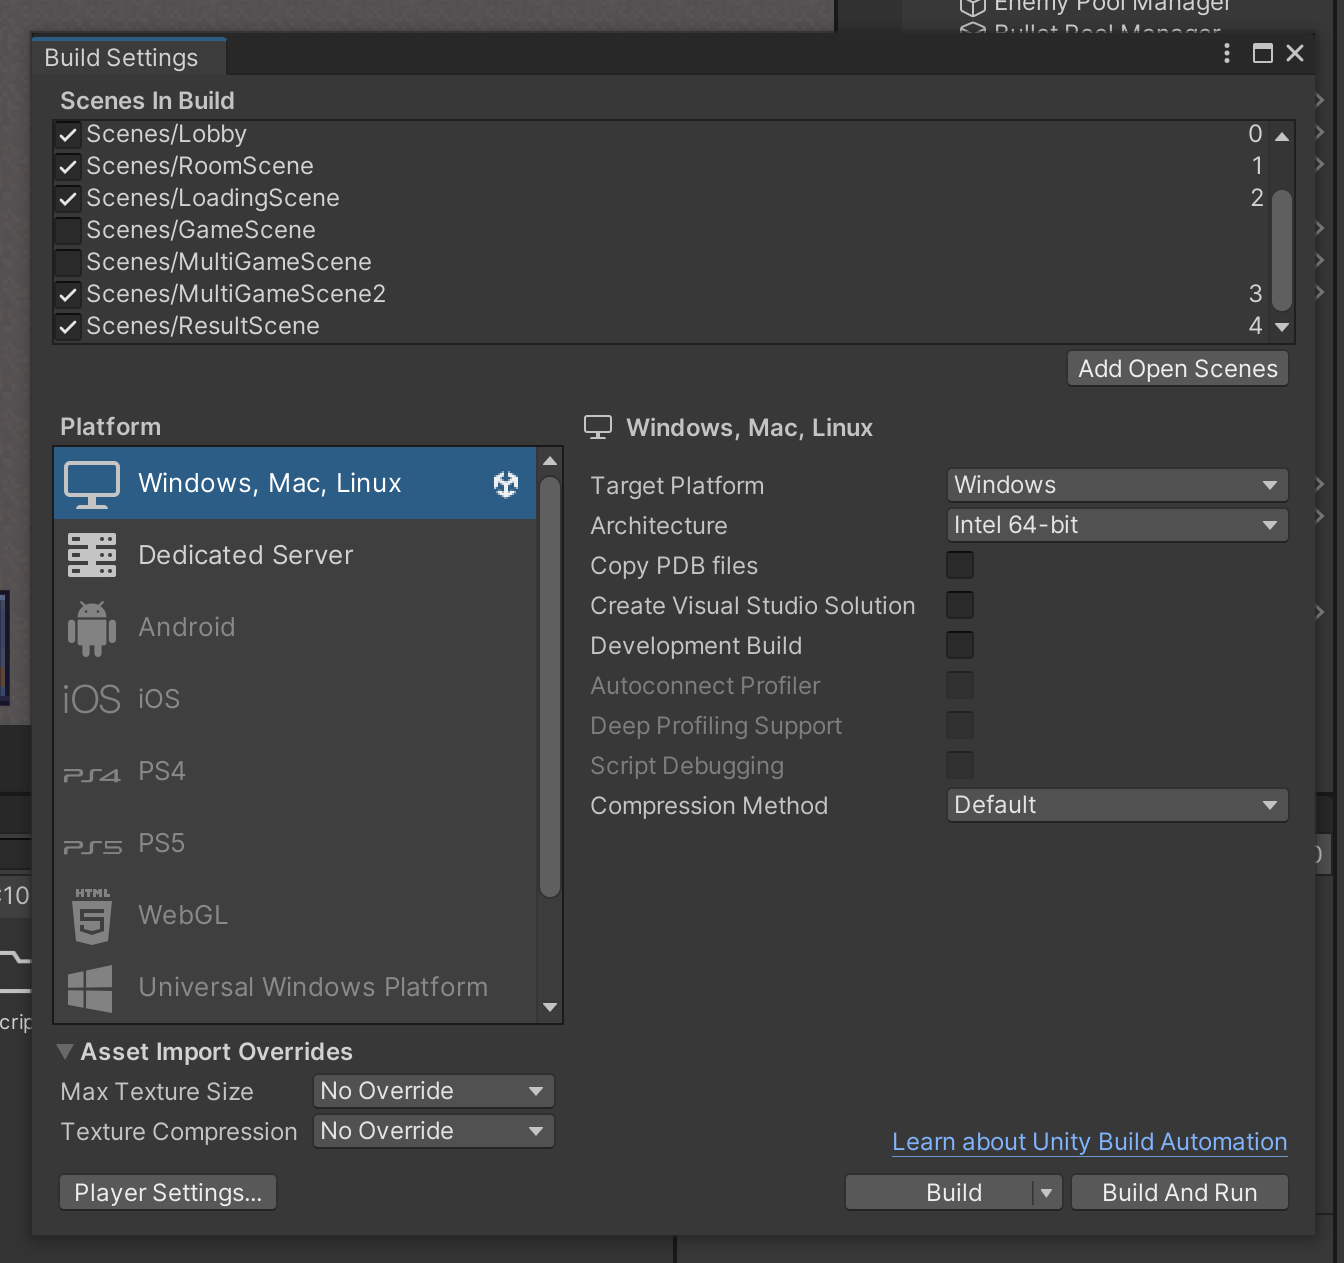 Enemy Pool Manager
Bullet Pool Manager
Build Settings
Scenes In Build
Scenes/Lobby 0
Scenes/RoomScene 1
Scenes/LoadingScene 2
Scenes/GameScene
Scenes/MultiGameScene
Scenes/MultiGameScene2 3
Scenes/ResultScene 4
Add Open Scenes
Platform
Windows, Mac, Linux
Dedicated Server
Android
iOS iOS
PS4 PS4
PS5 PS5
HTML
5
WebGL
Universal Windows Platform
Windows, Mac, Linux
Target Platform Windows
Architecture Intel 64-bit
Copy PDB files
Create Visual Studio Solution
Development Build
Autoconnect Profiler
Deep Profiling Support
Script Debugging
Compression Method Default
:10
Asset Import Overrides
Max Texture Size No Override
Texture Compression No Override
Learn about Unity Build Automation
Player Settings...
Build
Build And Run